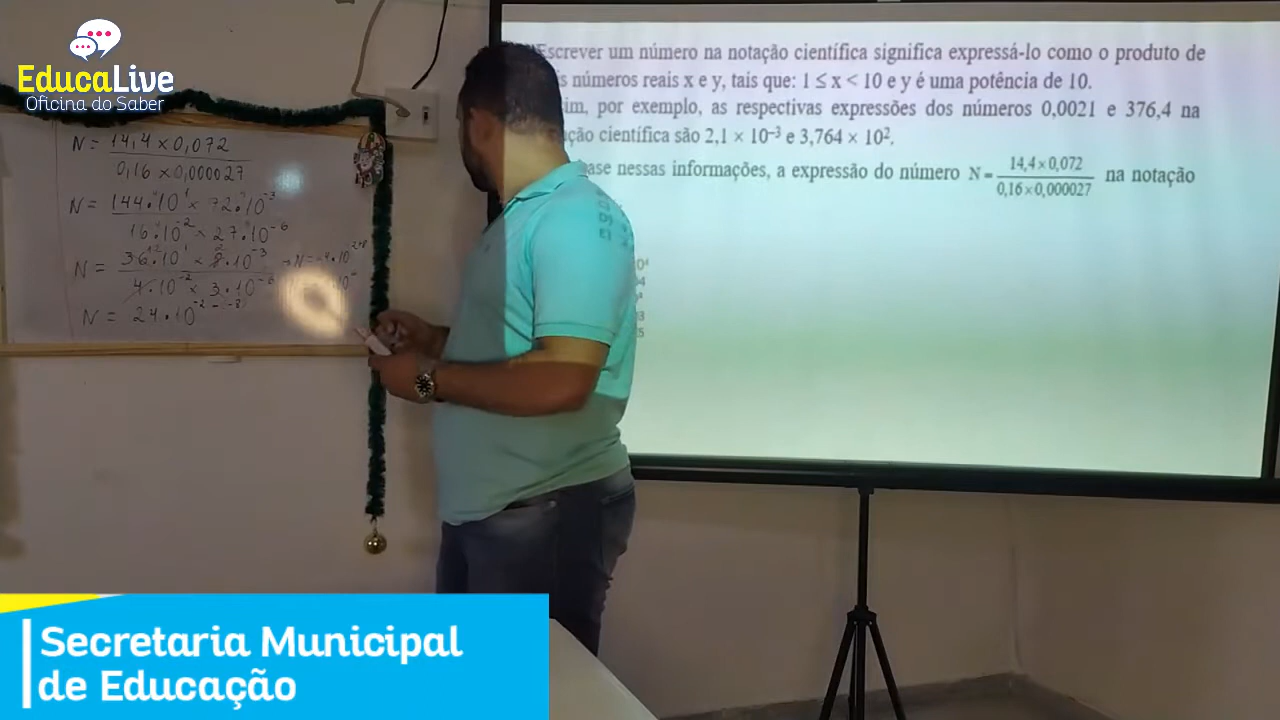 EducaLive
Oficina do Saber
N = 14,4 x 0,072
0,16 x 0,000027
N = 144.10¹ x 72.10⁻³
16.10⁻² x 27.10⁻⁶
N = 36.10¹ x 8.10⁻³
4.10⁻² x 3.10⁻⁶
N = 24.10⁻²⁻⁻⁸
Escrever um número na notação científica significa expressá-lo como o produto de
números reais x e y, tais que: 1 ≤ x < 10 e y é uma potência de 10.
por exemplo, as respectivas expressões dos números 0,0021 e 376,4 na
científica são 2,1 × 10⁻³ e 3,764 × 10².
nessas informações, a expressão do número N = 14,4 x 0,072 / 0,16 x 0,000027 na notação
Secretaria Municipal
de Educação